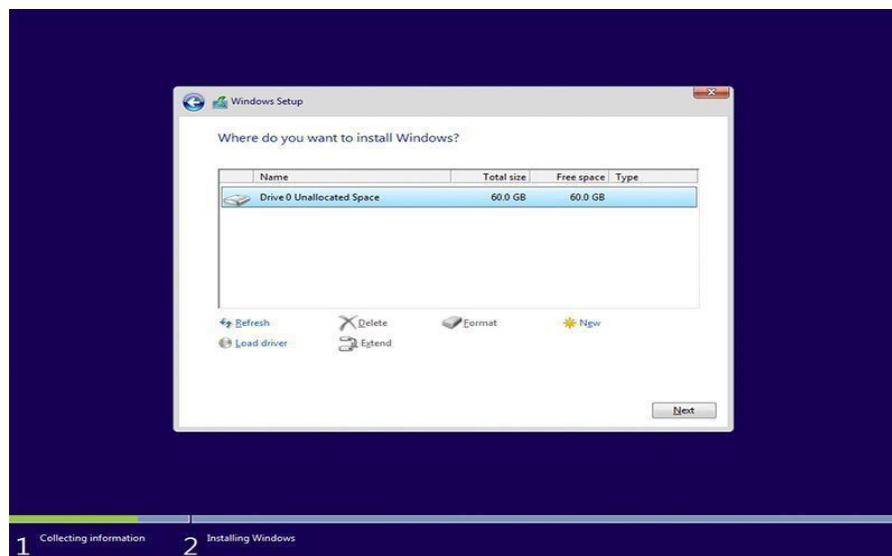 Windows Setup
Where do you want to install Windows?
Name Total size Free space Type
Drive 0 Unallocated Space 60.0 GB 60.0 GB
Refresh Delete Format New
Load driver Extend
Next
1 Collecting information 2 Installing Windows